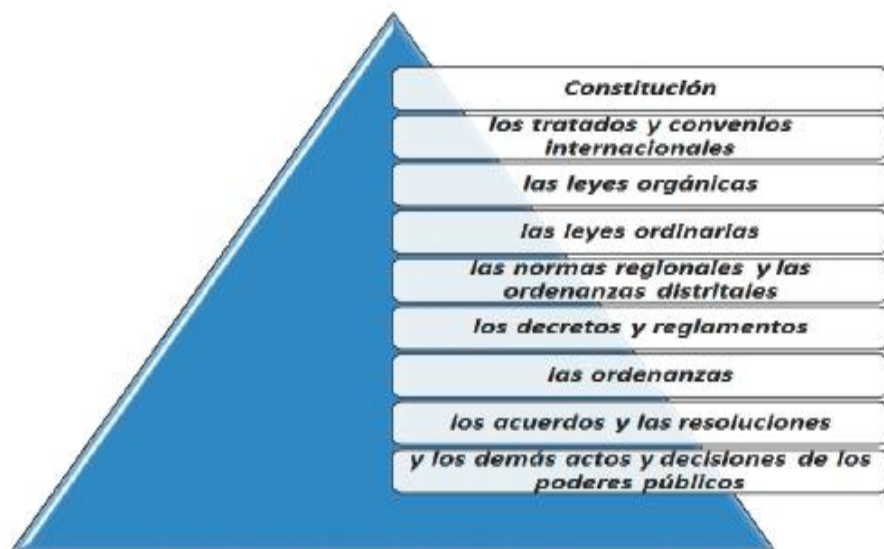 Constitución
los tratados y convenios
internacionales
las leyes orgánicas
las leyes ordinarias
las normas regionales y las
ordenanzas distritales
los decretos y reglamentos
las ordenanzas
los acuerdos y las resoluciones
y los demás actos y decisiones de los
poderes públicos